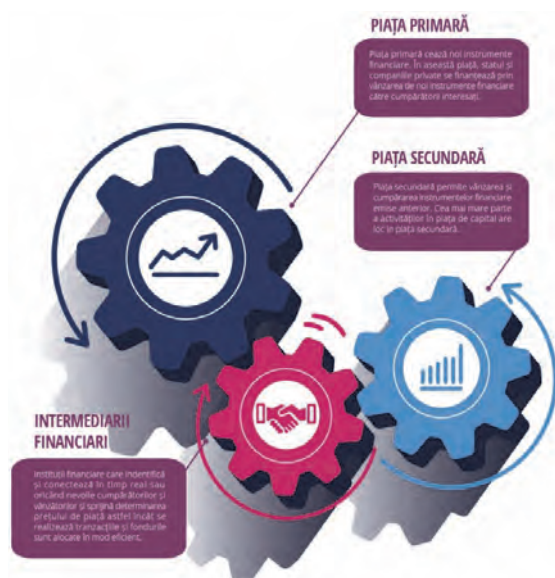 PIAȚA PRIMARĂ
Piața primară cează noi instrumente
financiare. În aseeastă piață, statul și
companiile private se finanțează prin
vânzarea de noi instrumente financiare
către cumpărătorii interesați.
PIAȚA SECUNDARĂ
Piața secundară permite vânzarea și
cumpărarea instrumentelor financiare
emise anterior. Cea mai mare parte
a activităților în piața de capital are
loc în piața secundară.
INTERMEDIARII
FINANCIARI
Instituții financiare care indentifică
și conectează în timp real sau
oricând nevoile cumpărătorilor și
vânzătorilor și sprijină determinarea
prețului de piață astfel încât se
realizează tranzacțiile și fondurile
sunt alocate în mod eficient.